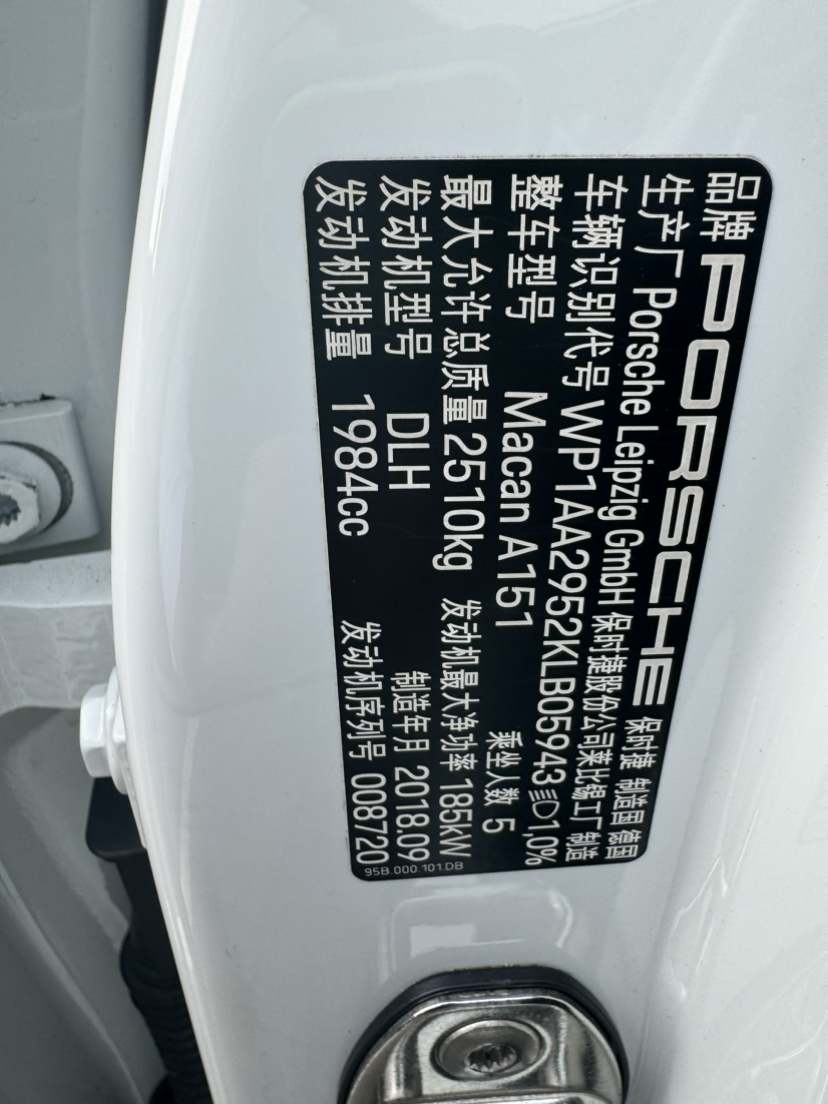 品牌 PORSCHE 保时捷 制造国 德国
生产厂 Porsche Leipzig GmbH 保时捷股份公司莱比锡工厂 制造
车辆识别代号 WP1AA2952KLB05943 1,0%
整车型号 Macan A151 乘坐人数 5
最大允许总质量 2510kg 发动机最大净功率 185kW
发动机型号 DLH 制造年月 2018.09
发动机排量 1984cc 发动机序列号 008720
95B.000.101.DB